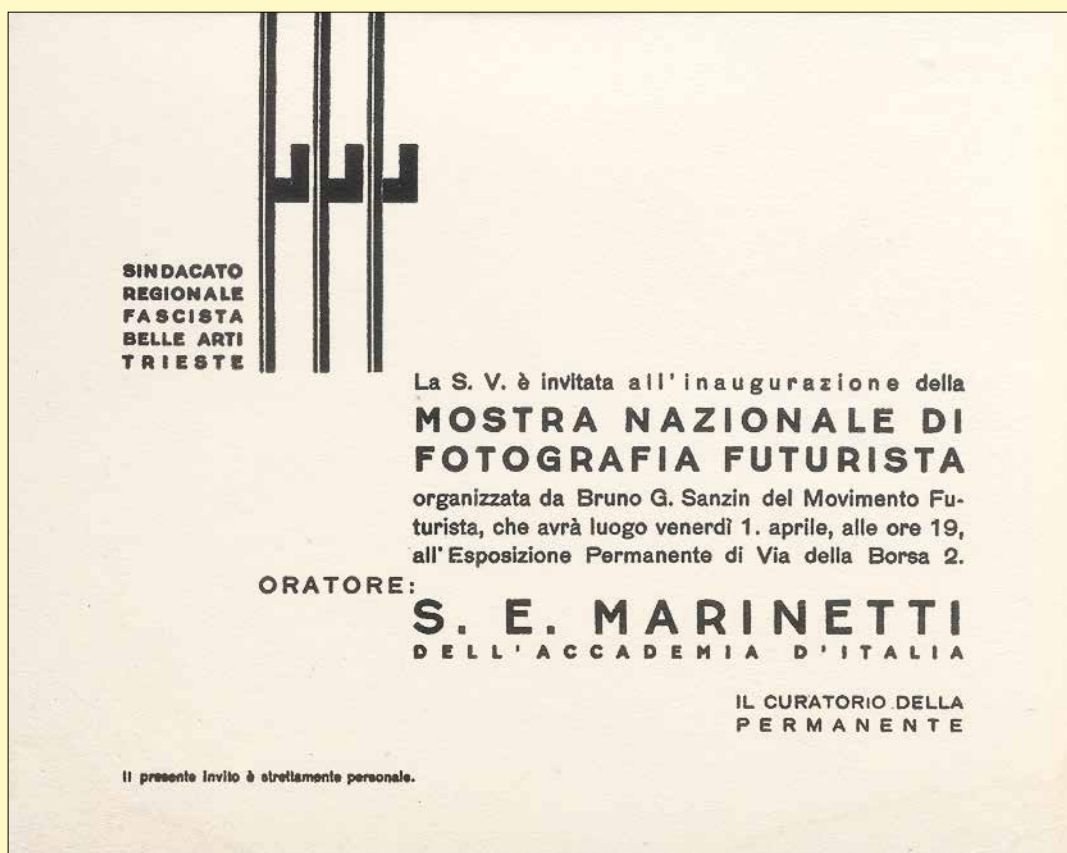 SINDACATO
REGIONALE
FASCISTA
BELLE ARTI
TRIESTE
La S. V. è invitata all'inaugurazione della
MOSTRA NAZIONALE DI
FOTOGRAFIA FUTURISTA
organizzata da Bruno G. Sanzin del Movimento Fu-
turista, che avrà luogo venerdì 1. aprile, alle ore 19,
all'Esposizione Permanente di Via della Borsa 2.
ORATORE:
S. E. MARINETTI
DELL'ACCADEMIA D'ITALIA
IL CURATORIO DELLA
PERMANENTE
Il presente invito è strettamente personale.